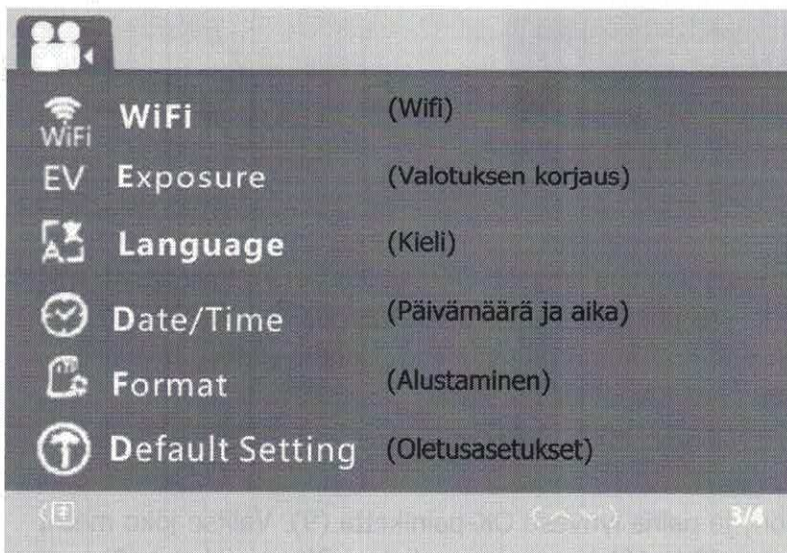 WiFi WiFi (Wifi)
EV Exposure (Valotuksen korjaus)
A Language (Kieli)
Date/Time (Päivämäärä ja aika)
Format (Alustaminen)
Default Setting (Oletusasetukset)
3/4